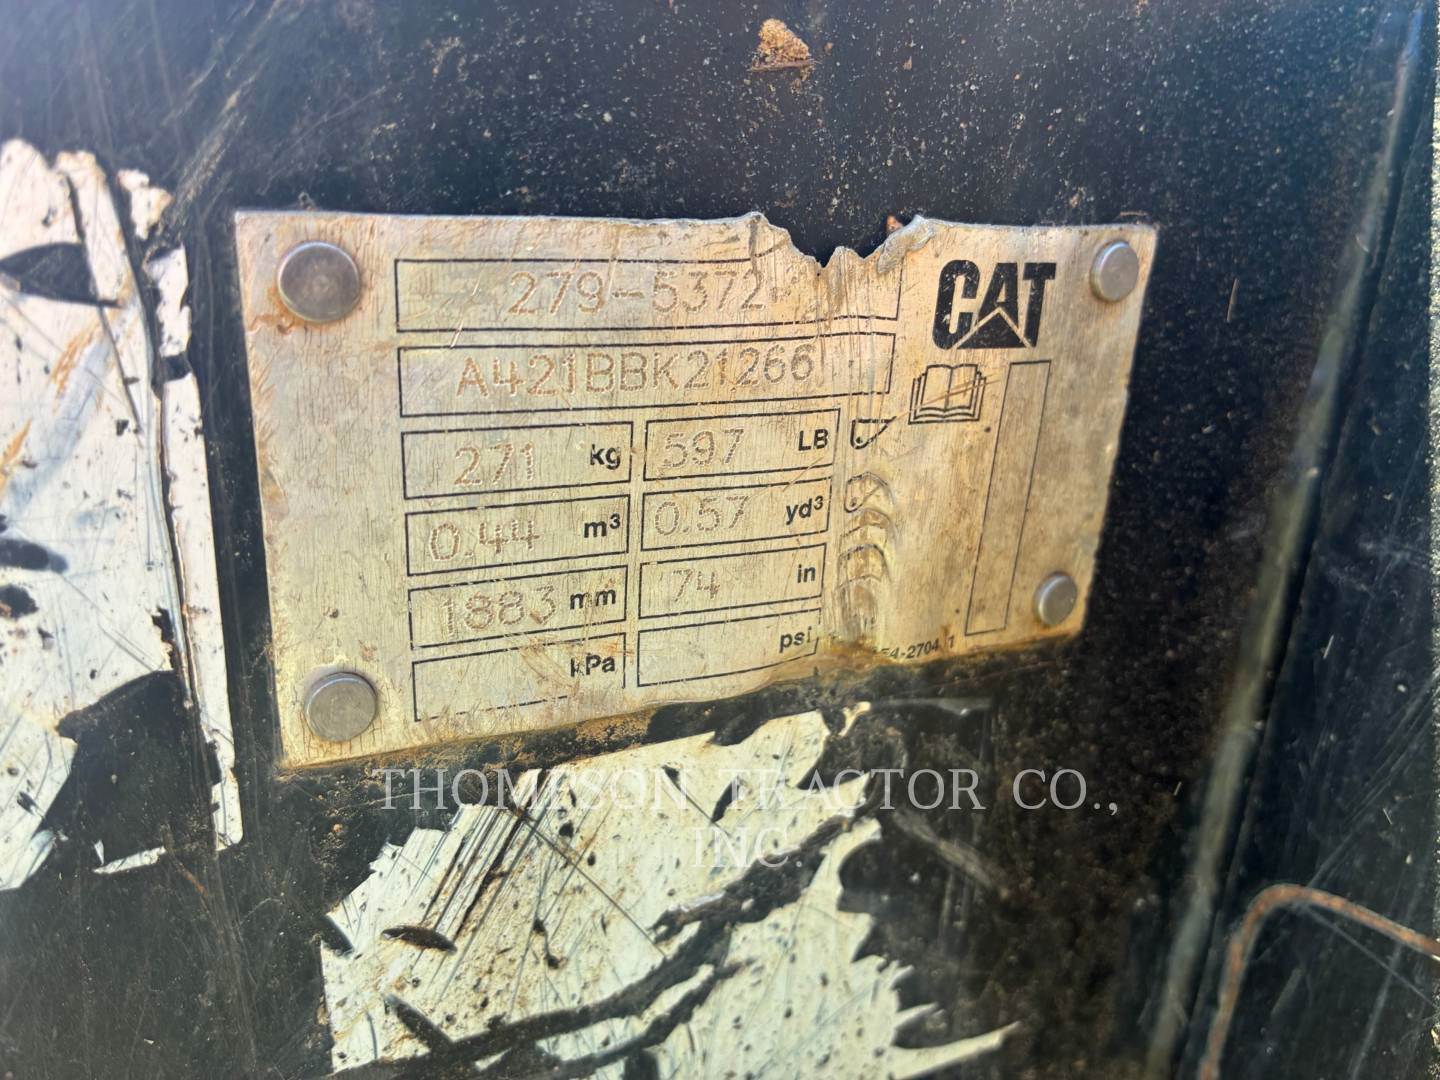 279-5372
CAT
A421BBK21266
271 kg 597 LB
0.44 m³ 0.57 yd³
1883 mm 74 in
kPa psi
THOMPSON TRACTOR CO.,
INC.